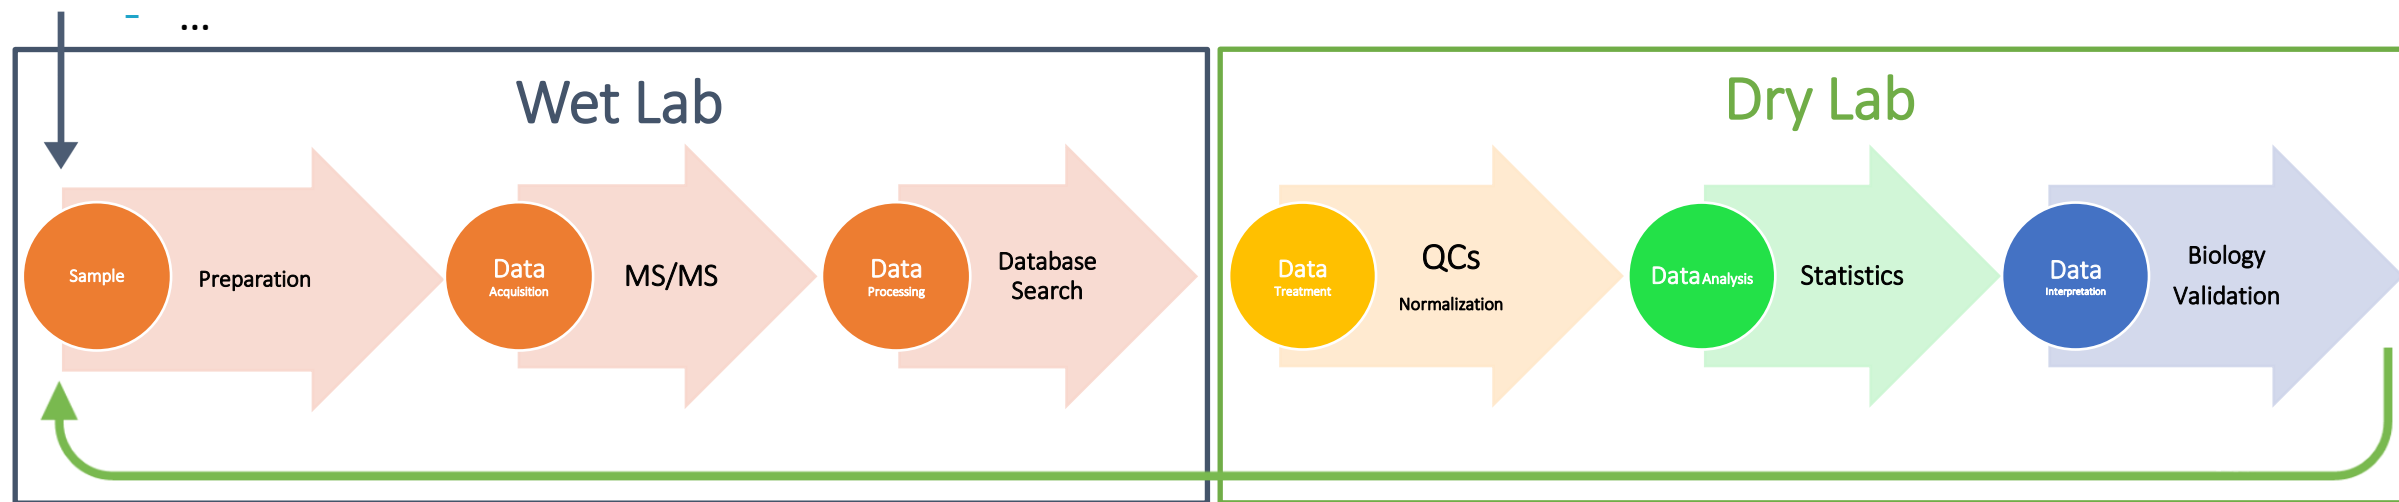 - ...
Wet Lab
Dry Lab
Sample
Preparation
Data
Acquisition
MS/MS
Data
Processing
Database
Search
Data
Treatment
QCs
Normalization
Data Analysis
Statistics
Data
Interpretation
Biology
Validation